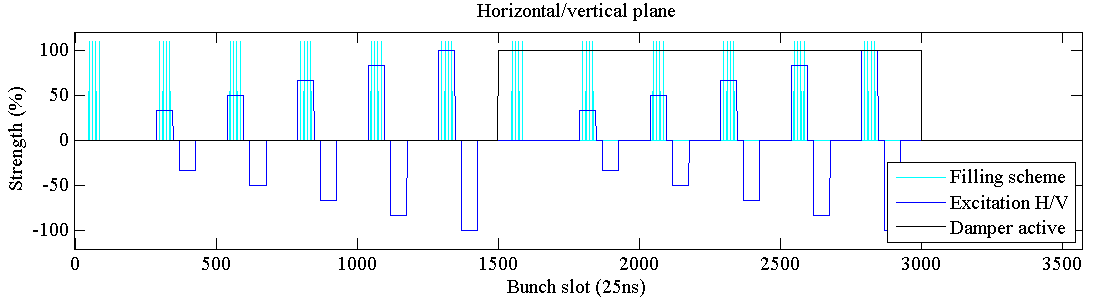 Horizontal/vertical plane
Strength (%)
100
50
0
-50
-100
Filling scheme
Excitation H/V
Damper active
0 500 1000 1500 2000 2500 3000 3500
Bunch slot (25ns)